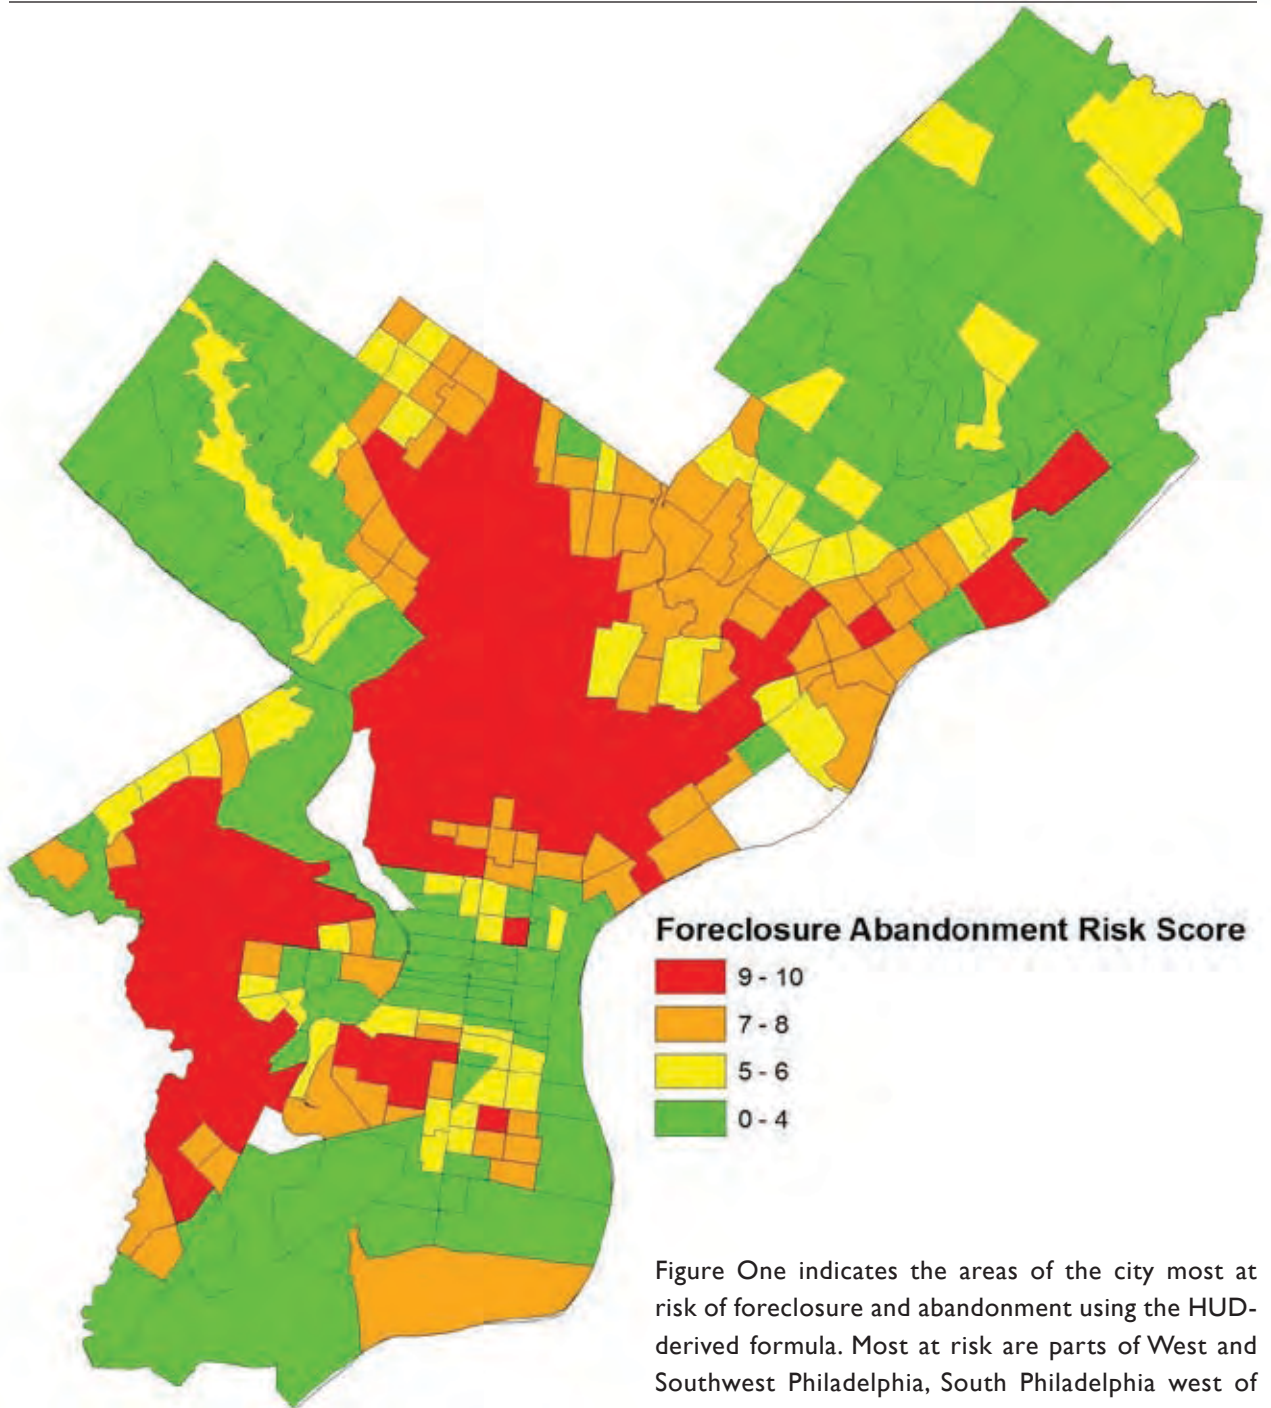 Foreclosure Abandonment Risk Score
9 - 10
7 - 8
5 - 6
0 - 4
Figure One indicates the areas of the city most at
risk of foreclosure and abandonment using the HUD-
derived formula. Most at risk are parts of West and
Southwest Philadelphia, South Philadelphia west of